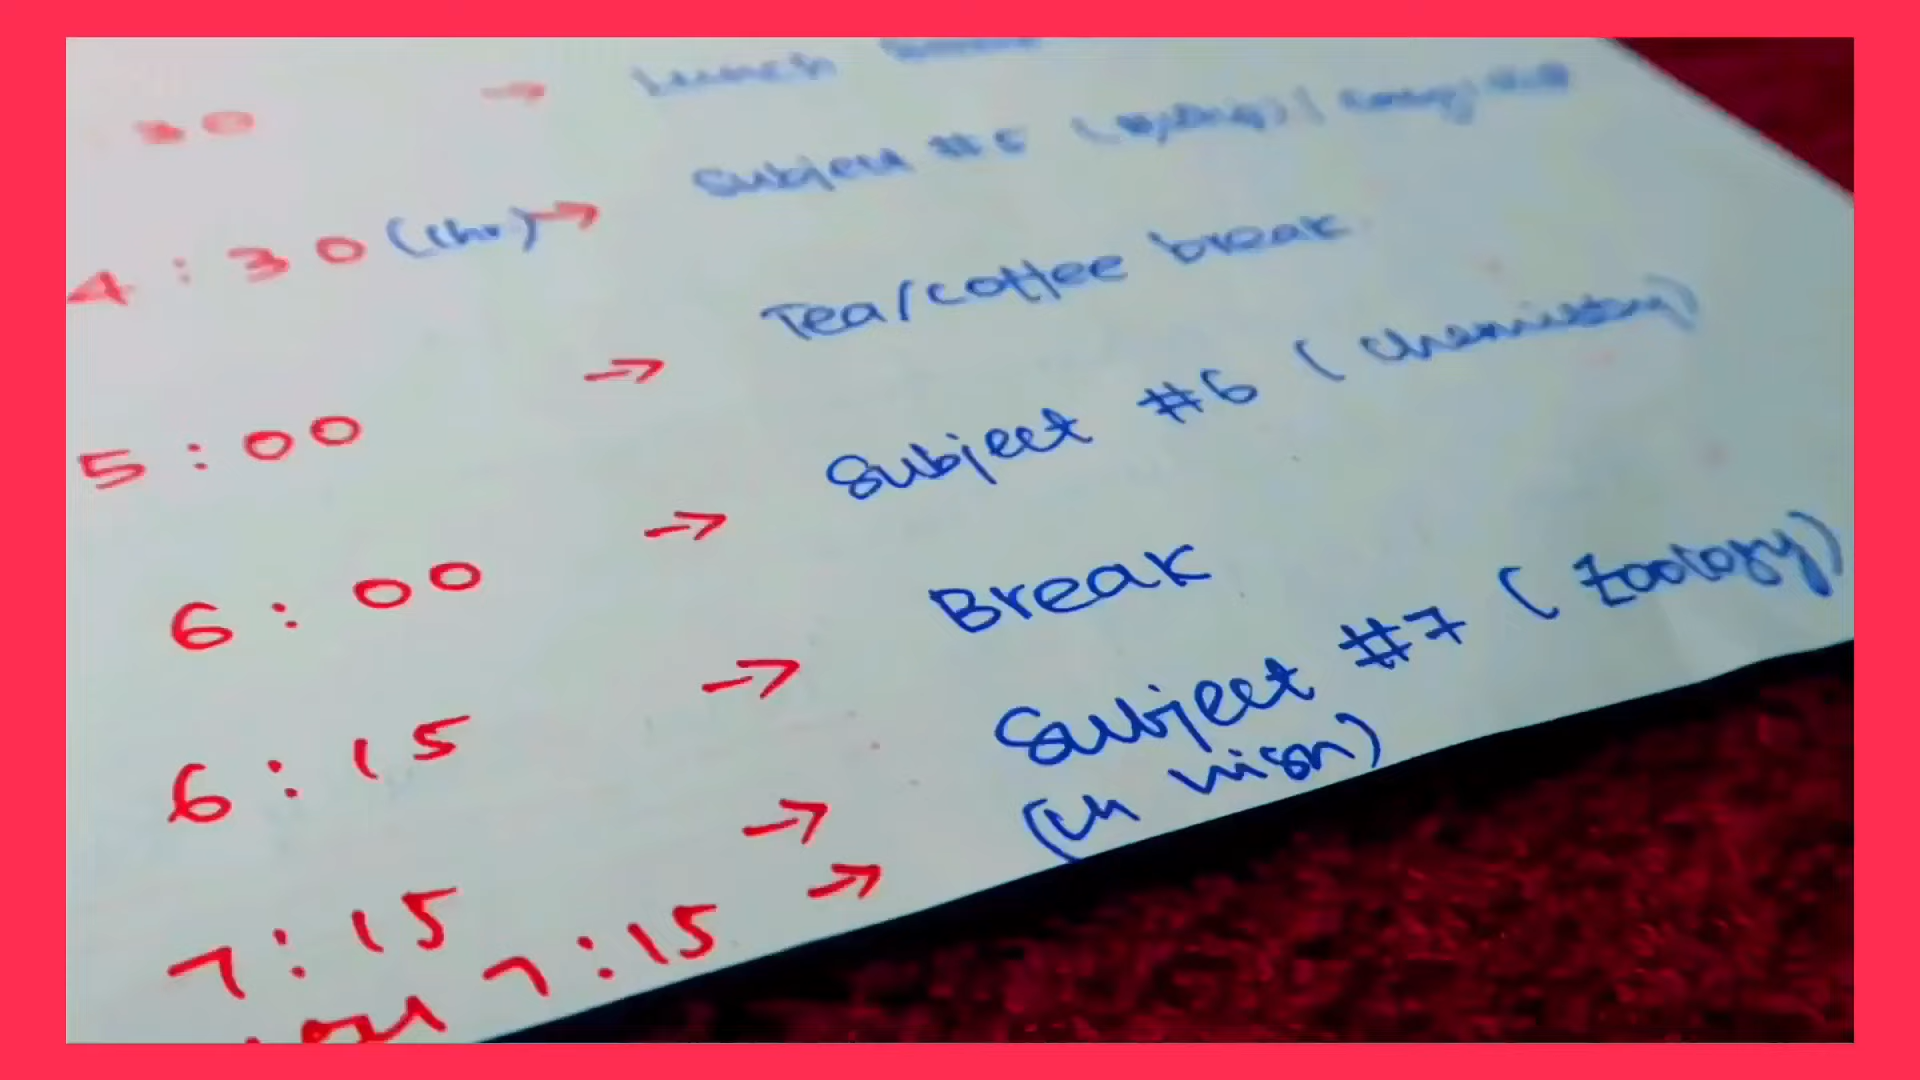 30 → Lunch
4:30 (1hr) → Subject #5
5:00 → Tea/coffee break
6:00 → Subject #6 (chemistry)
6:15 → Break
7:15 → Subject #7 (Zoology)
7:15 →